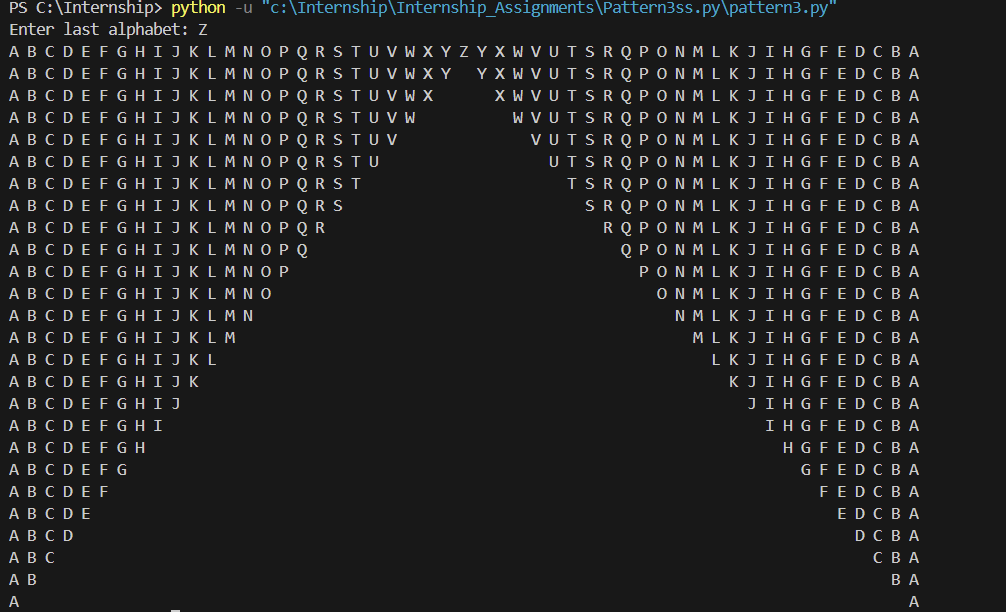 PS C:\Internship> python -u "c:\Internship\Internship_Assignments\Pattern3ss.py\pattern3.py"
Enter last alphabet: Z
A B C D E F G H I J K L M N O P Q R S T U V W X Y Z Y X W V U T S R Q P O N M L K J I H G F E D C B A
A B C D E F G H I J K L M N O P Q R S T U V W X Y   Y X W V U T S R Q P O N M L K J I H G F E D C B A
A B C D E F G H I J K L M N O P Q R S T U V W X       X W V U T S R Q P O N M L K J I H G F E D C B A
A B C D E F G H I J K L M N O P Q R S T U V W           W V U T S R Q P O N M L K J I H G F E D C B A
A B C D E F G H I J K L M N O P Q R S T U V               V U T S R Q P O N M L K J I H G F E D C B A
A B C D E F G H I J K L M N O P Q R S T U                   U T S R Q P O N M L K J I H G F E D C B A
A B C D E F G H I J K L M N O P Q R S T                       T S R Q P O N M L K J I H G F E D C B A
A B C D E F G H I J K L M N O P Q R S                           S R Q P O N M L K J I H G F E D C B A
A B C D E F G H I J K L M N O P Q R                               R Q P O N M L K J I H G F E D C B A
A B C D E F G H I J K L M N O P Q                                   Q P O N M L K J I H G F E D C B A
A B C D E F G H I J K L M N O P                                       P O N M L K J I H G F E D C B A
A B C D E F G H I J K L M N O                                           O N M L K J I H G F E D C B A
A B C D E F G H I J K L M N                                               N M L K J I H G F E D C B A
A B C D E F G H I J K L M                                                   M L K J I H G F E D C B A
A B C D E F G H I J K L                                                       L K J I H G F E D C B A
A B C D E F G H I J K                                                           K J I H G F E D C B A
A B C D E F G H I J                                                               J I H G F E D C B A
A B C D E F G H I                                                                   I H G F E D C B A
A B C D E F G H                                                                       H G F E D C B A
A B C D E F G                                                                           G F E D C B A
A B C D E F                                                                               F E D C B A
A B C D E                                                                                   E D C B A
A B C D                                                                                       D C B A
A B C                                                                                           C B A
A B                                                                                               B A
A                                                                                                   A